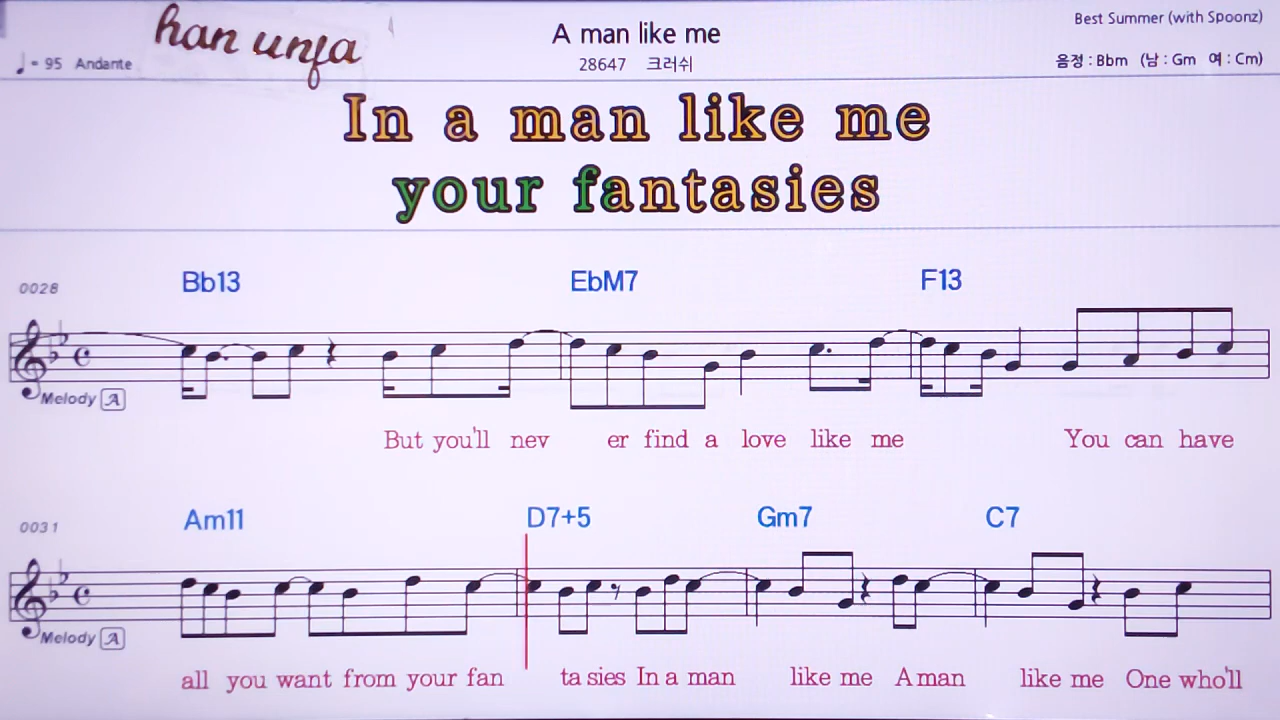 han unfa
A man like me
Best Summer (with Spoonz)
♩= 95 Andante
28647 크러쉬
음정 : Bbm (남 : Gm 여 : Cm)
In a man like me
your fantasies
Bb13 EbM7 F13
0028
Melody A
But you'll nev er find a love like me You can have
Am11 D7+5 Gm7 C7
0031
Melody A
all you want from your fan ta sies In a man like me A man like me One who'll